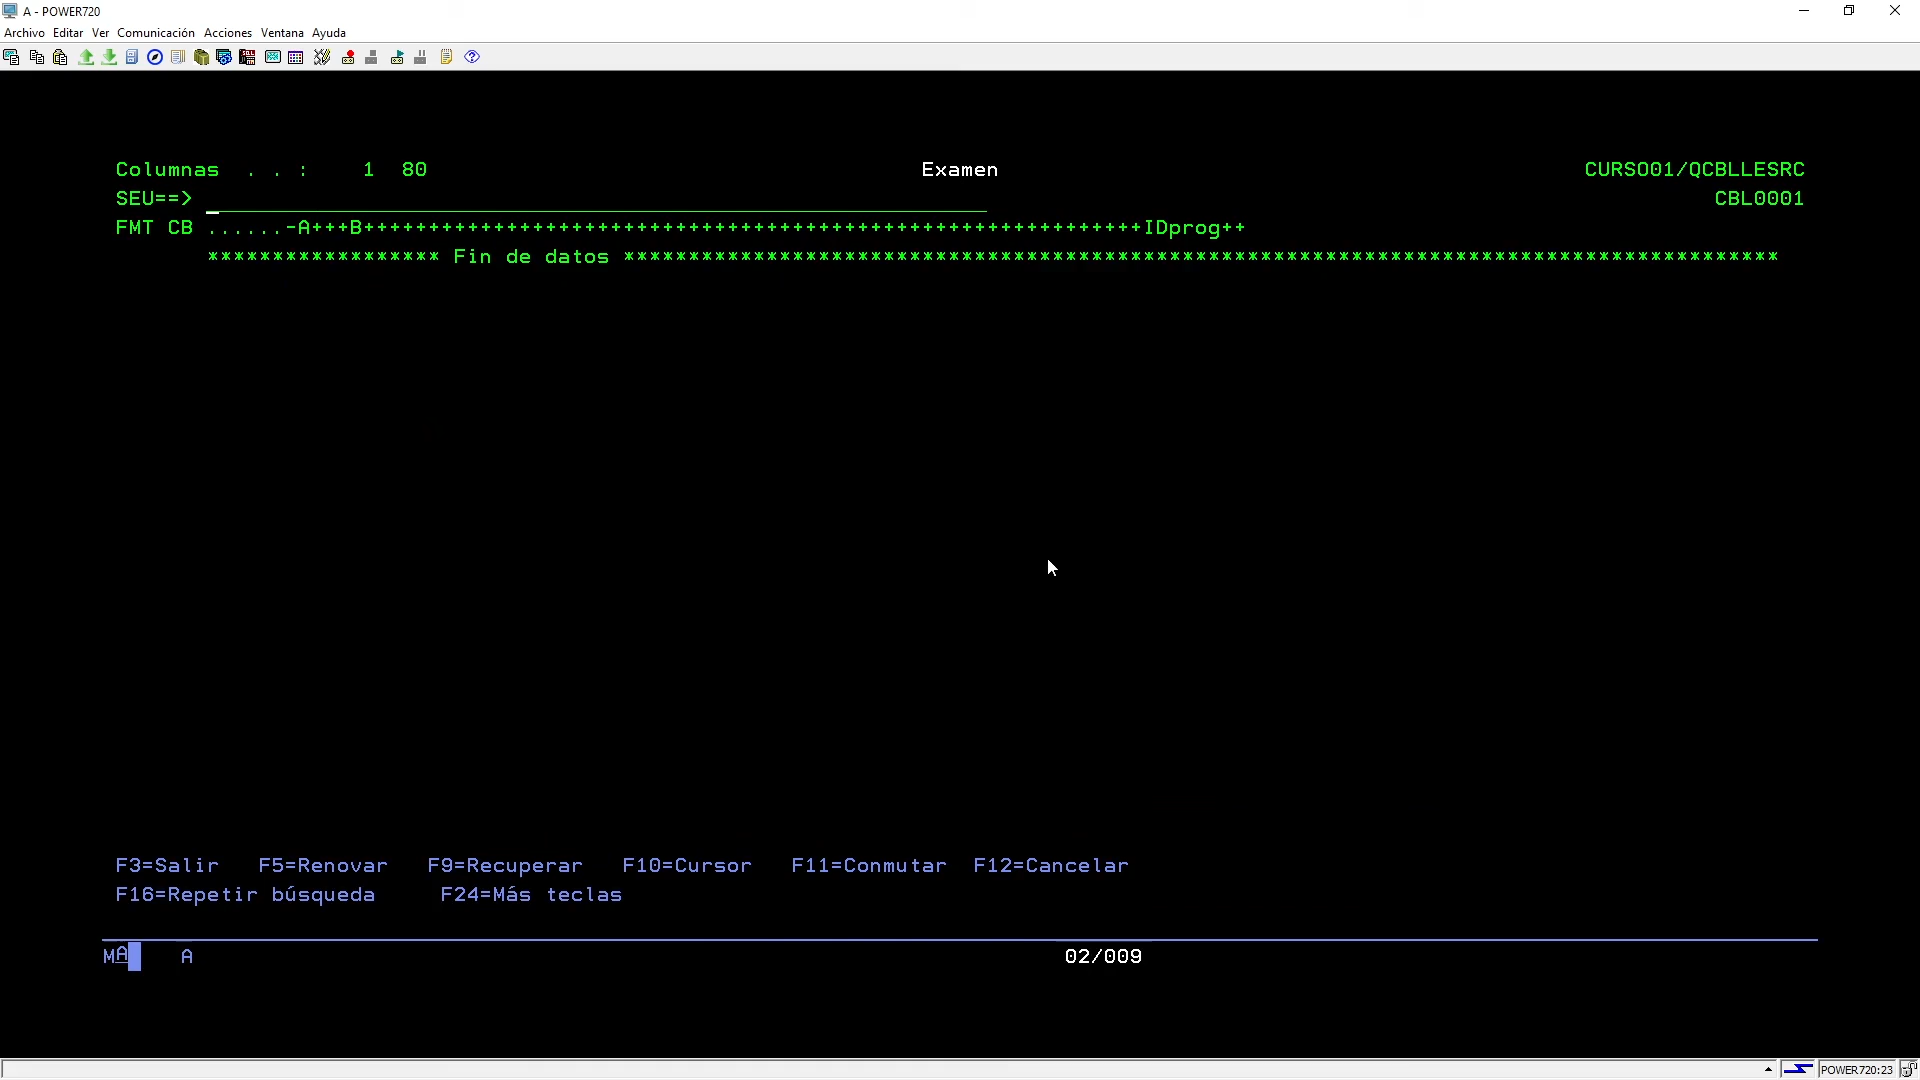 A - POWER720
Archivo Editar Ver Comunicación Acciones Ventana Ayuda
Columnas . . : 1 80 Examen CURSO01/QCBLLESRC
SEU==> CBL0001
FMT CB ......-A+++B++++++++++++++++++++++++++++++++++++++++++++++++++++++++++++IDprog++
****************** Fin de datos *****************************************************************************************
F3=Salir F5=Renovar F9=Recuperar F10=Cursor F11=Conmutar F12=Cancelar
F16=Repetir búsqueda F24=Más teclas
MA A 02/009
POWER720:23